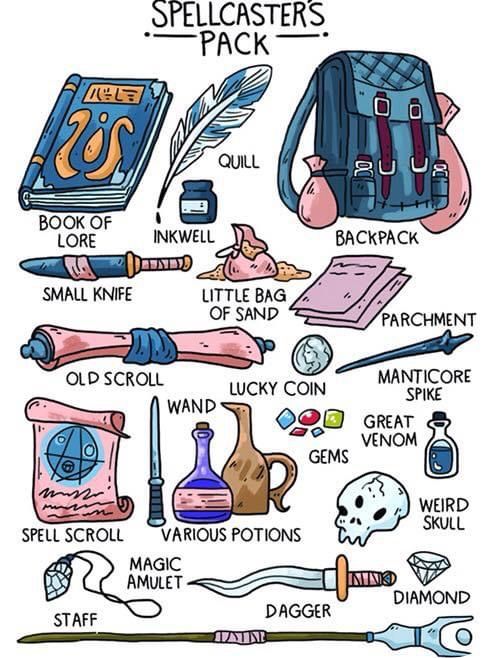 SPELLCASTER'S
PACK
QUILL
BOOK OF
LORE
INKWELL
BACKPACK
SMALL KNIFE
LITTLE BAG
OF SAND
PARCHMENT
OLD SCROLL
LUCKY COIN
MANTICORE
SPIKE
WAND
GEMS
GREAT
VENOM
SPELL SCROLL
VARIOUS POTIONS
WEIRD
SKULL
MAGIC
AMULET
DAGGER
DIAMOND
STAFF